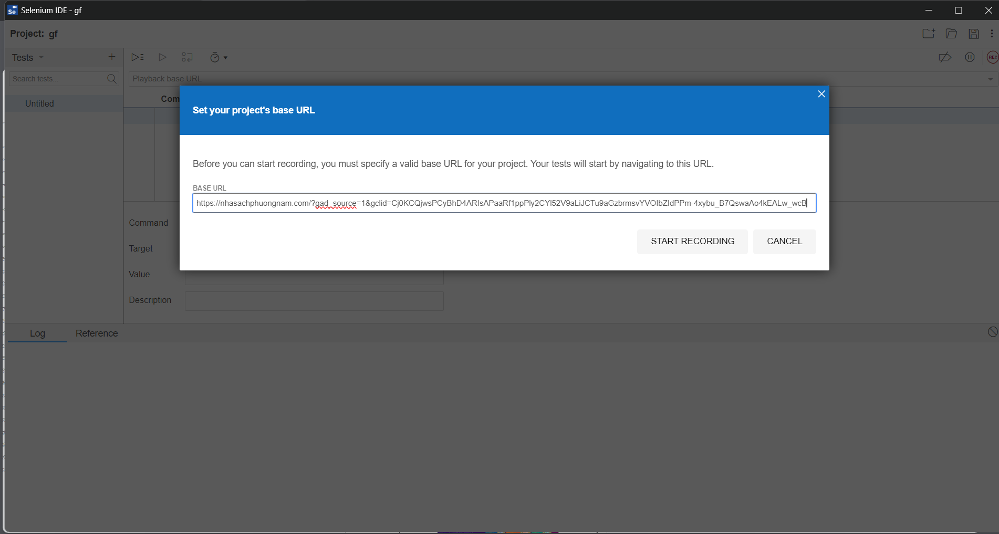 Se Selenium IDE - gf
Project: gf
Tests
REC
Search tests...
Playback base URL
Untitled
Com
Set your project's base URL
Before you can start recording, you must specify a valid base URL for your project. Your tests will start by navigating to this URL.
BASE URL
https://nhasachphuongnam.com/?gad_source=1&gclid=Cj0KCQjwsPCyBhD4ARIsAPaaRf1ppPly2CYl52V9aLiJCTu9aGzbrmsvYVOIbZIdPPm-4xybu_B7QswaAo4kEALw_wcB
START RECORDING
CANCEL
Command
Target
Value
Description
Log
Reference